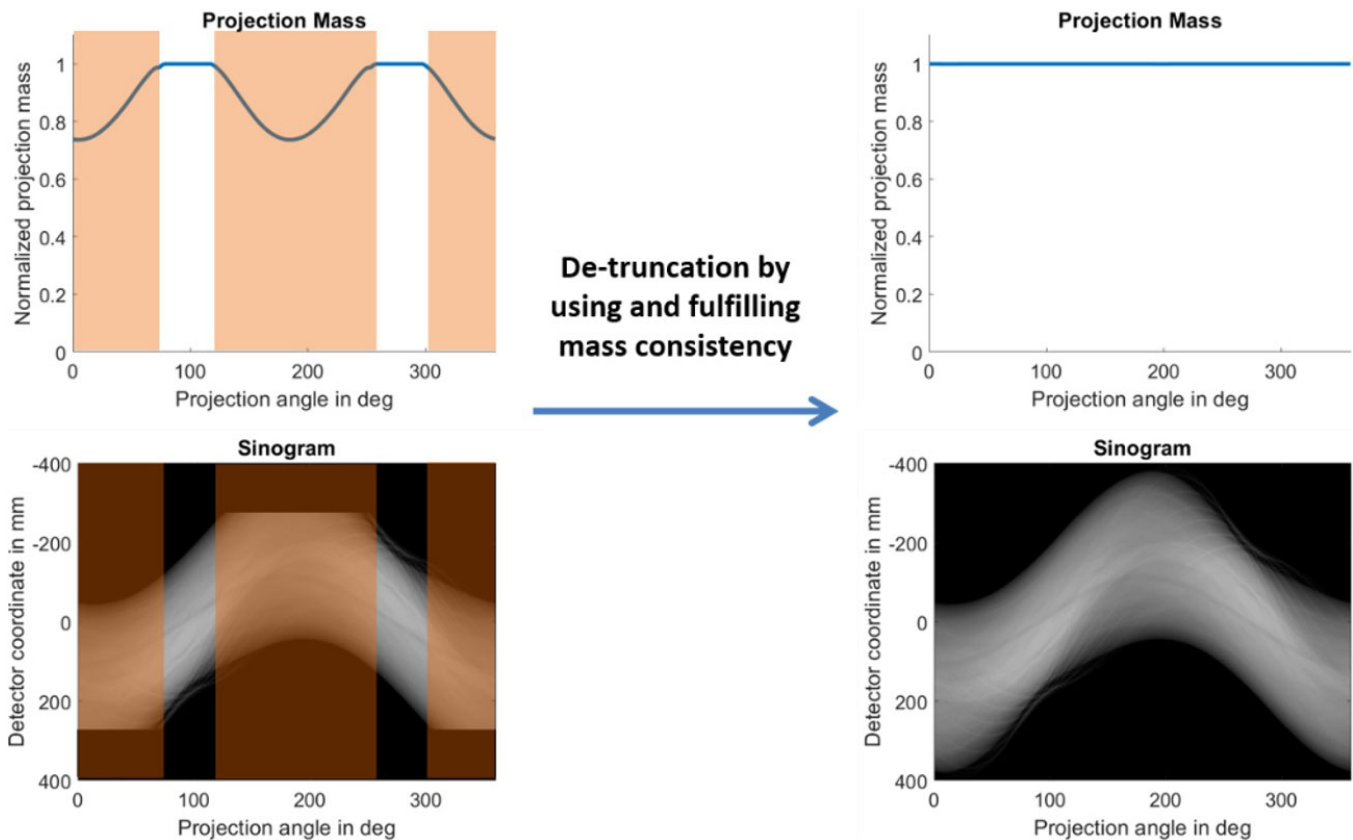 Projection Mass
Normalized projection mass
1
0.8
0.6
0.4
0.2
0
0 100 200 300
Projection angle in deg
Projection Mass
Normalized projection mass
1
0.8
0.6
0.4
0.2
0
0 100 200 300
Projection angle in deg
De-truncation by
using and fulfilling
mass consistency
Sinogram
Detector coordinate in mm
-400
-200
0
200
400
0 100 200 300
Projection angle in deg
Sinogram
Detector coordinate in mm
-400
-200
0
200
400
0 100 200 300
Projection angle in deg